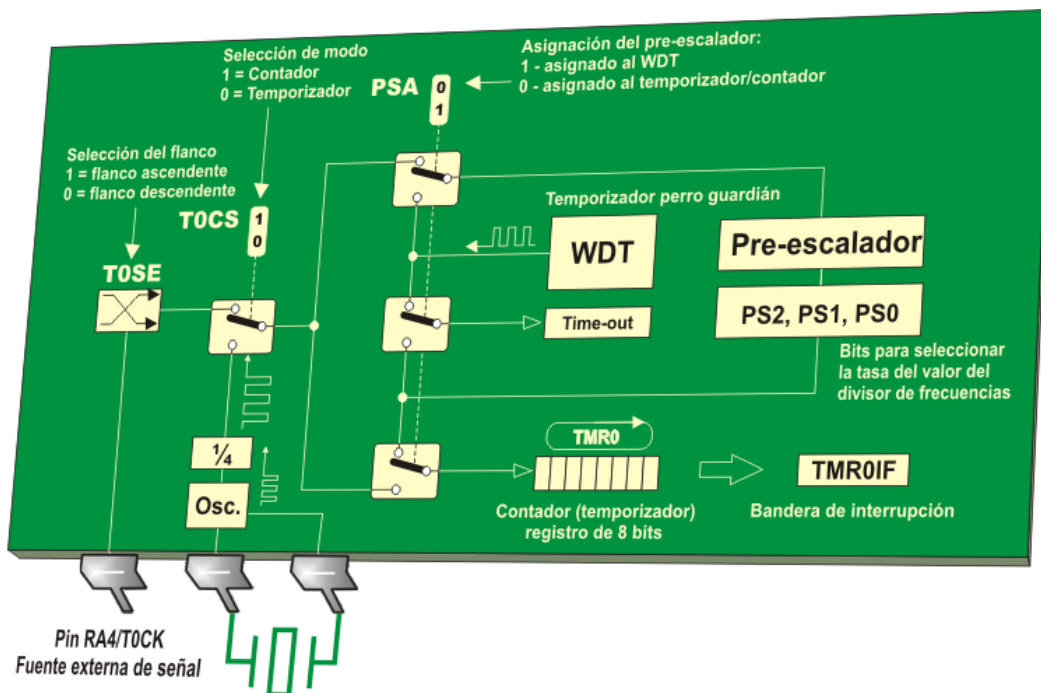 Selección de modo
1 = Contador
0 = Temporizador
Asignación del pre-escalador:
1 - asignado al WDT
0 - asignado al temporizador/contador
PSA
0
1
Selección del flanco
1 = flanco ascendente
0 = flanco descendente
T0CS
1
0
T0SE
Temporizador perro guardián
WDT
Pre-escalador
Time-out
PS2, PS1, PS0
Bits para seleccionar
la tasa del valor del
divisor de frecuencias
¼
Osc.
TMR0
TMR0IF
Contador (temporizador)
registro de 8 bits
Bandera de interrupción
Pin RA4/T0CK
Fuente externa de señal